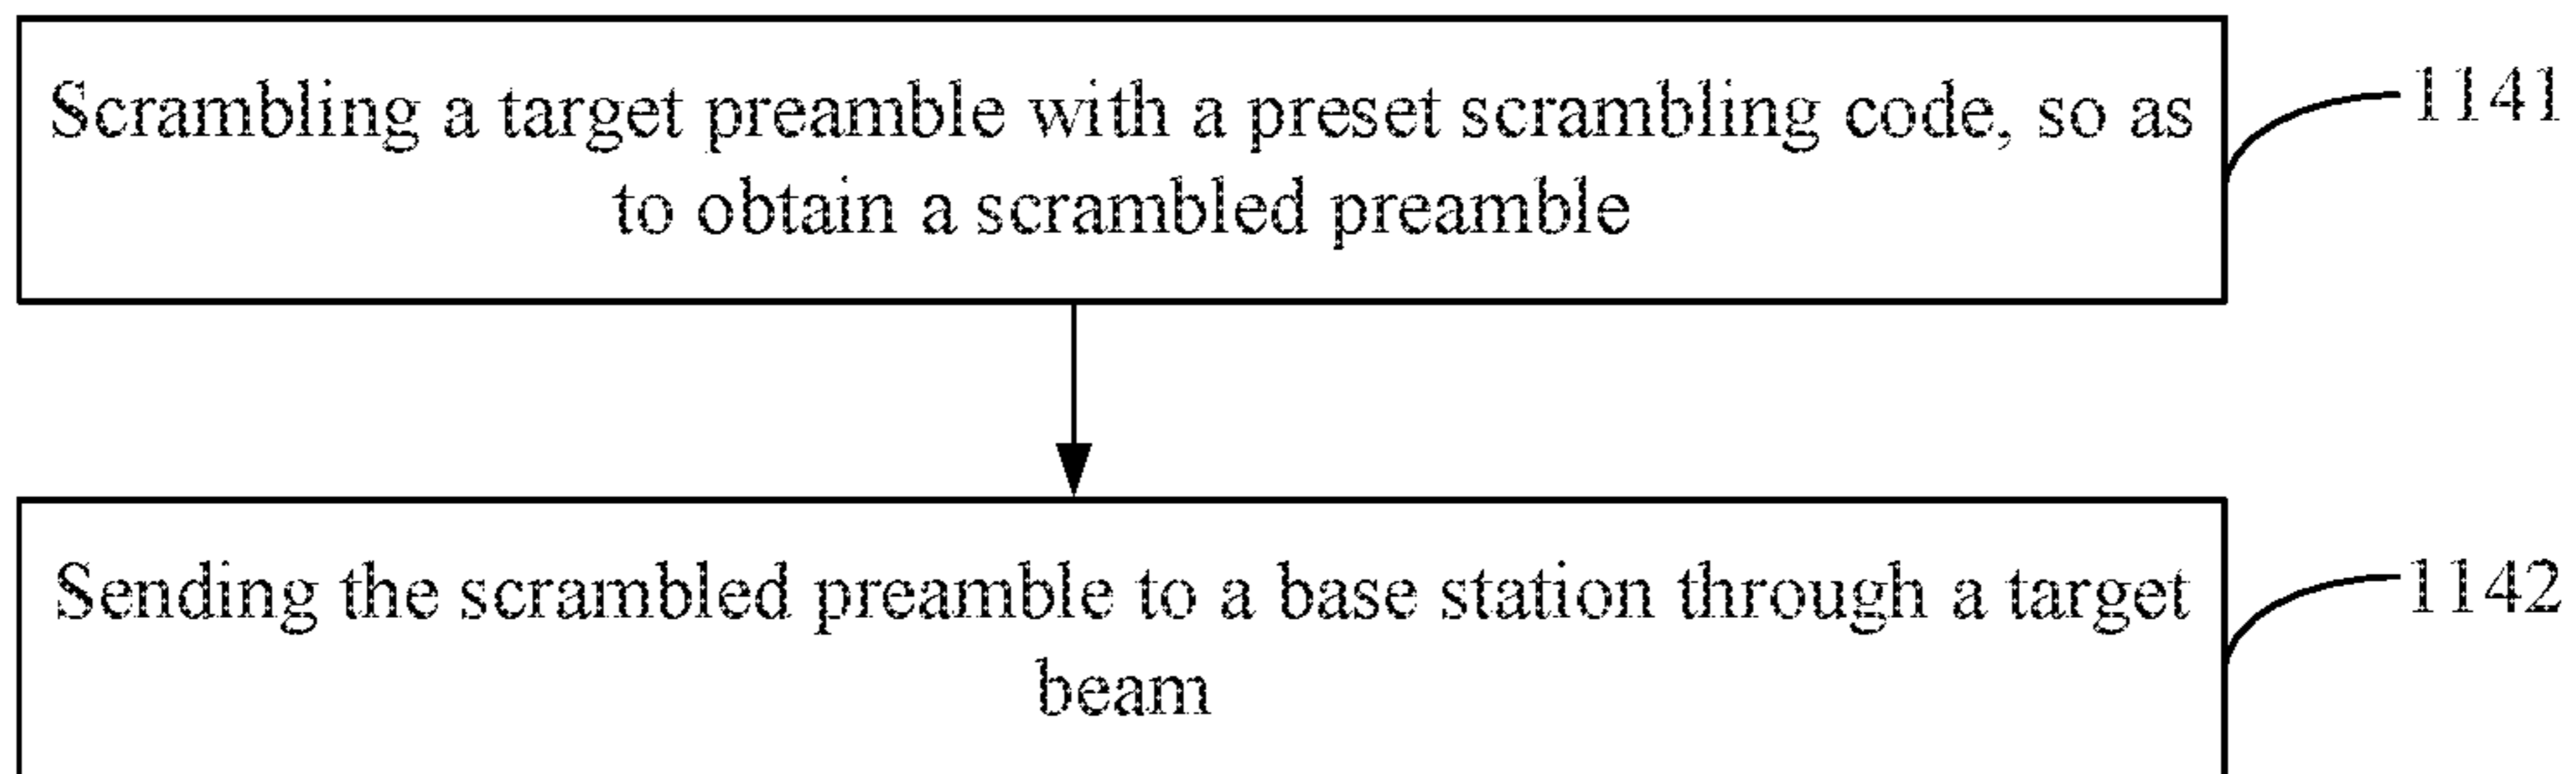 Scrambling a target preamble with a preset scrambling code, so as
to obtain a scrambled preamble
1141
Sending the scrambled preamble to a base station through a target
beam
1142